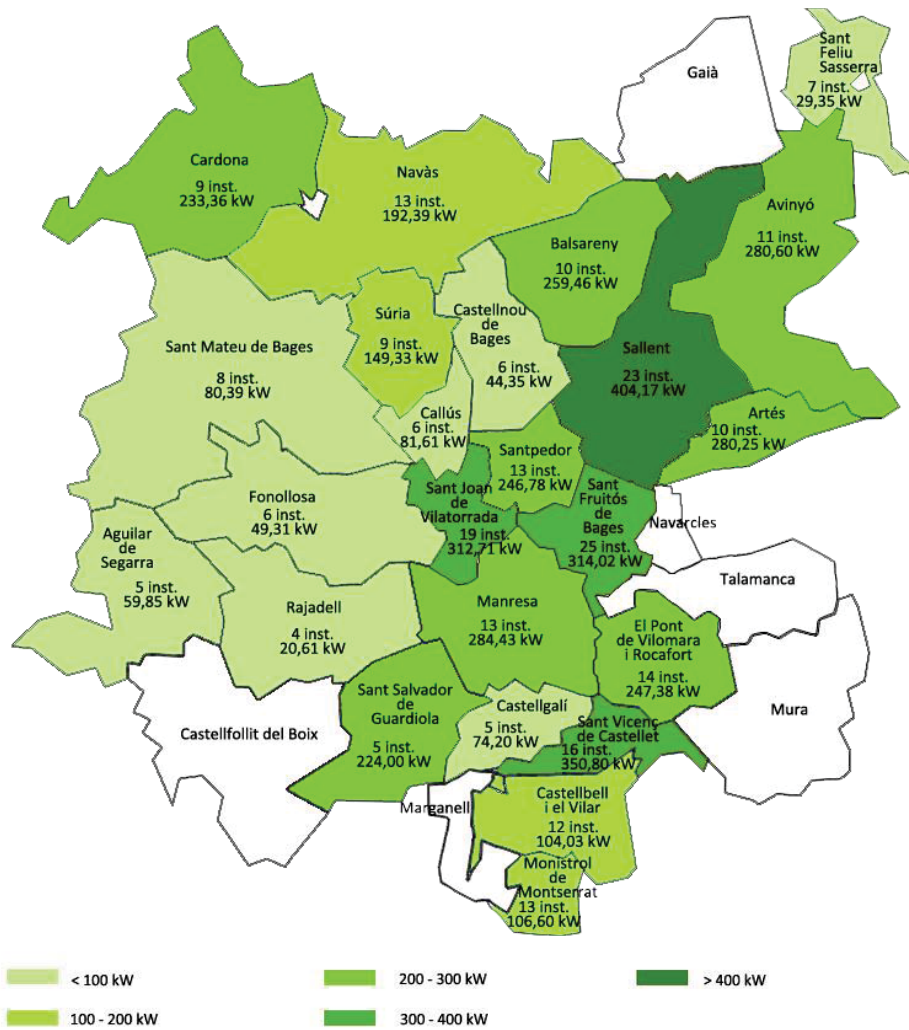 Sant
Feliu
Sasserra
7 inst.
29,35 kW
Gaià
Cardona
9 inst.
233,36 kW
Navàs
13 inst.
192,39 kW
Avinyó
11 inst.
280,60 kW
Balsareny
10 inst.
259,46 kW
Súria
9 inst.
149,33 kW
Castellnou
de
Bages
6 inst.
44,35 kW
Sant Mateu de Bages
8 inst.
80,39 kW
Sallent
23 inst.
404,17 kW
Callús
6 inst.
81,61 kW
Artés
10 inst.
280,25 kW
Santpedor
13 inst.
246,78 kW
Fonollosa
6 inst.
49,31 kW
Sant Joan
de
Vilatorrada
19 inst.
312,71 kW
Sant
Fruitós
de
Bages
25 inst.
314,02 kW
Navarcles
Aguilar
de
Segarra
5 inst.
59,85 kW
Talamanca
Rajadell
4 inst.
20,61 kW
Manresa
13 inst.
284,43 kW
El Pont
de Vilomara
i Rocafort
14 inst.
247,38 kW
Mura
Sant Salvador
de
Guardiola
5 inst.
224,00 kW
Castellgalí
5 inst.
74,20 kW
Sant Vicenç
de Castellet
16 inst.
350,80 kW
Castellfollit del Boix
Marganell
Castellbell
i el Vilar
12 inst.
104,03 kW
Monistrol
de
Montserrat
13 inst.
106,60 kW
< 100 kW
200 - 300 kW
> 400 kW
100 - 200 kW
300 - 400 kW